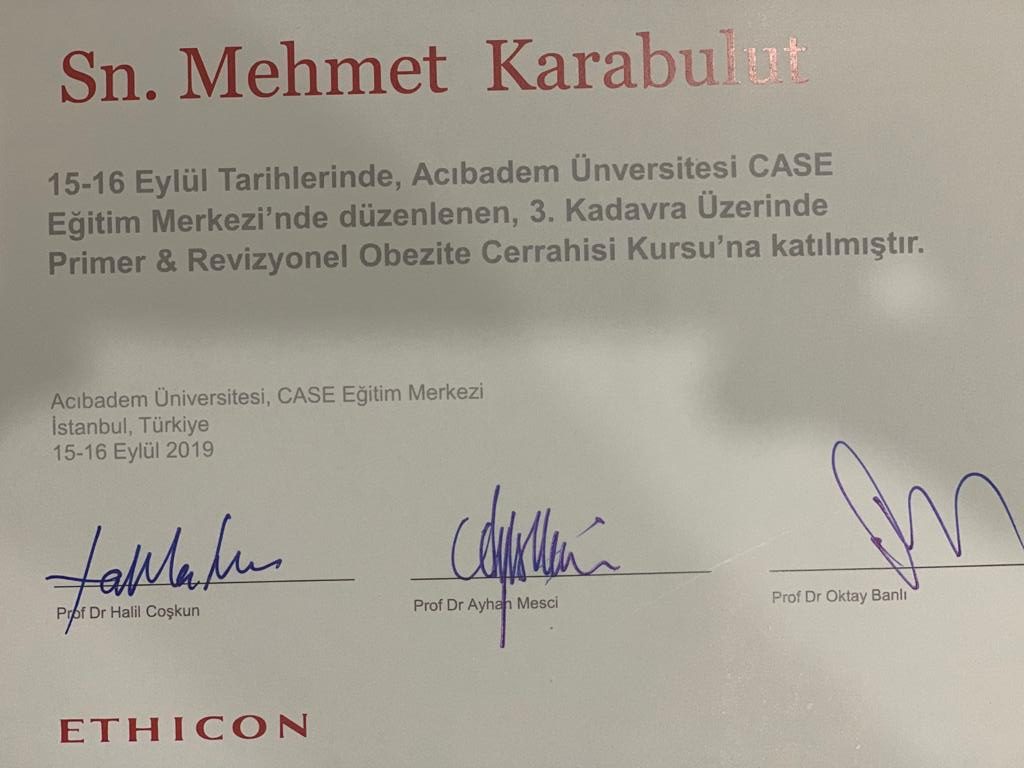 Sn. Mehmet Karabulut
15-16 Eylül Tarihlerinde, Acıbadem Ünversitesi CASE
Eğitim Merkezi'nde düzenlenen, 3. Kadavra Üzerinde
Primer & Revizyonel Obezite Cerrahisi Kursu'na katılmıştır.
Acıbadem Üniversitesi, CASE Eğitim Merkezi
İstanbul, Türkiye
15-16 Eylül 2019
Prof Dr Halil Coşkun
Prof Dr Ayhan Mesci
Prof Dr Oktay Banlı
ETHICON